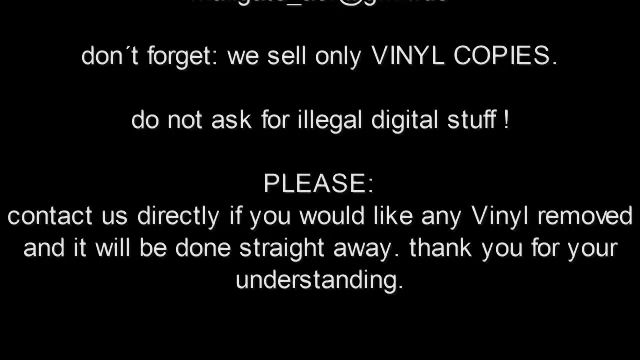 don´t forget: we sell only VINYL COPIES.
do not ask for illegal digital stuff !
PLEASE:
contact us directly if you would like any Vinyl removed
and it will be done straight away. thank you for your
understanding.